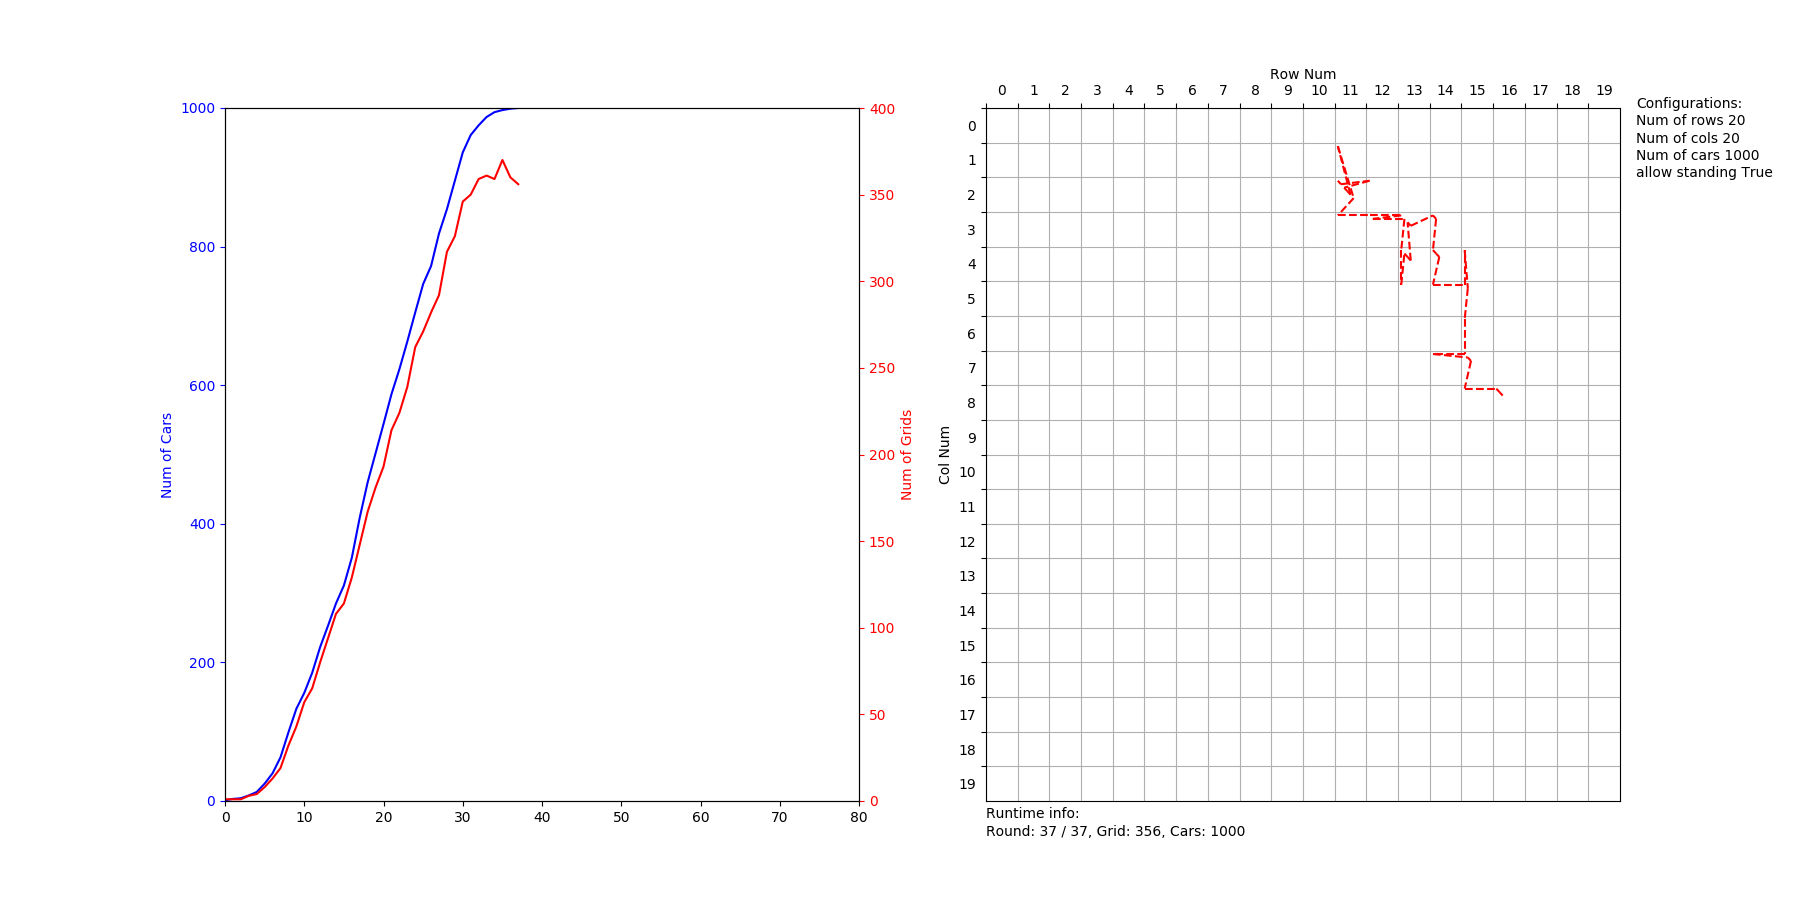 1000
800
600
400
200
0
Num of Cars
0 10 20 30 40 50 60 70 80
400
350
300
250
200
150
100
50
0
Num of Grids
Row Num
0 1 2 3 4 5 6 7 8 9 10 11 12 13 14 15 16 17 18 19
Col Num
0
1
2
3
4
5
6
7
8
9
10
11
12
13
14
15
16
17
18
19
Configurations:
Num of rows 20
Num of cols 20
Num of cars 1000
allow standing True
Runtime info:
Round: 37 / 37, Grid: 356, Cars: 1000